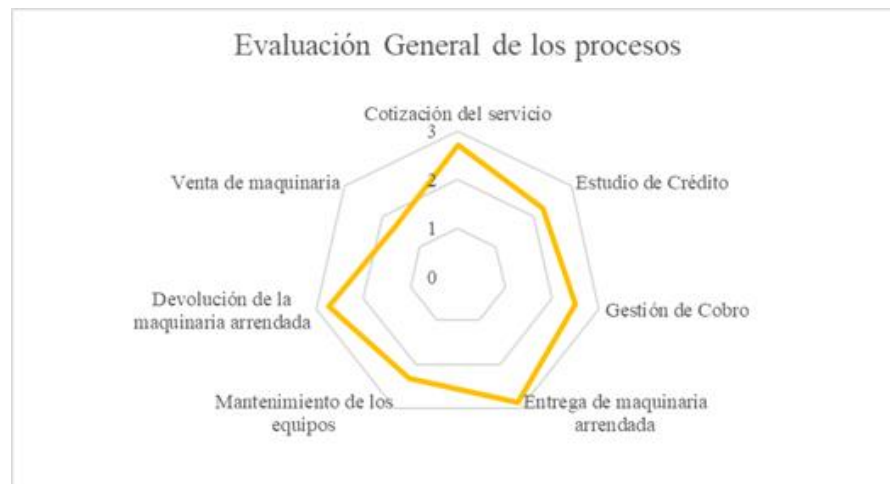 Evaluación General de los procesos
Cotización del servicio
3
Venta de maquinaria
2
Estudio de Crédito
1
0
Devolución de la
maquinaria arrendada
Gestión de Cobro
Mantenimiento de los
equipos
Entrega de maquinaria
arrendada